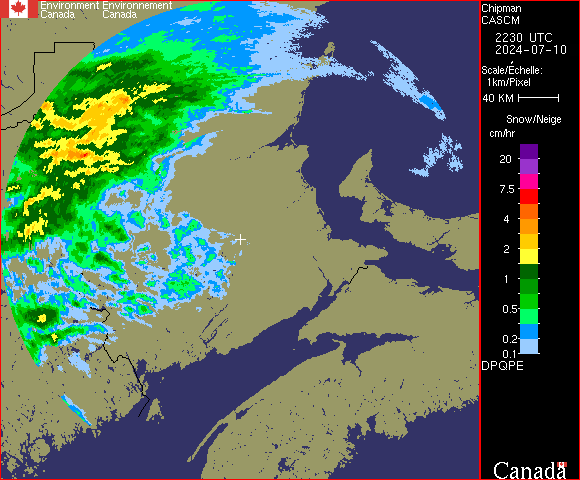 Environment Environnement
Canada Canada
Chipman
CASCM
2230 UTC
2024-07-10
Scale/Échelle:
1km/Pixel
40 KM
Snow/Neige
cm/hr
20
7.5
4
2
1
0.5
0.2
0.1
DPQPE
Canada